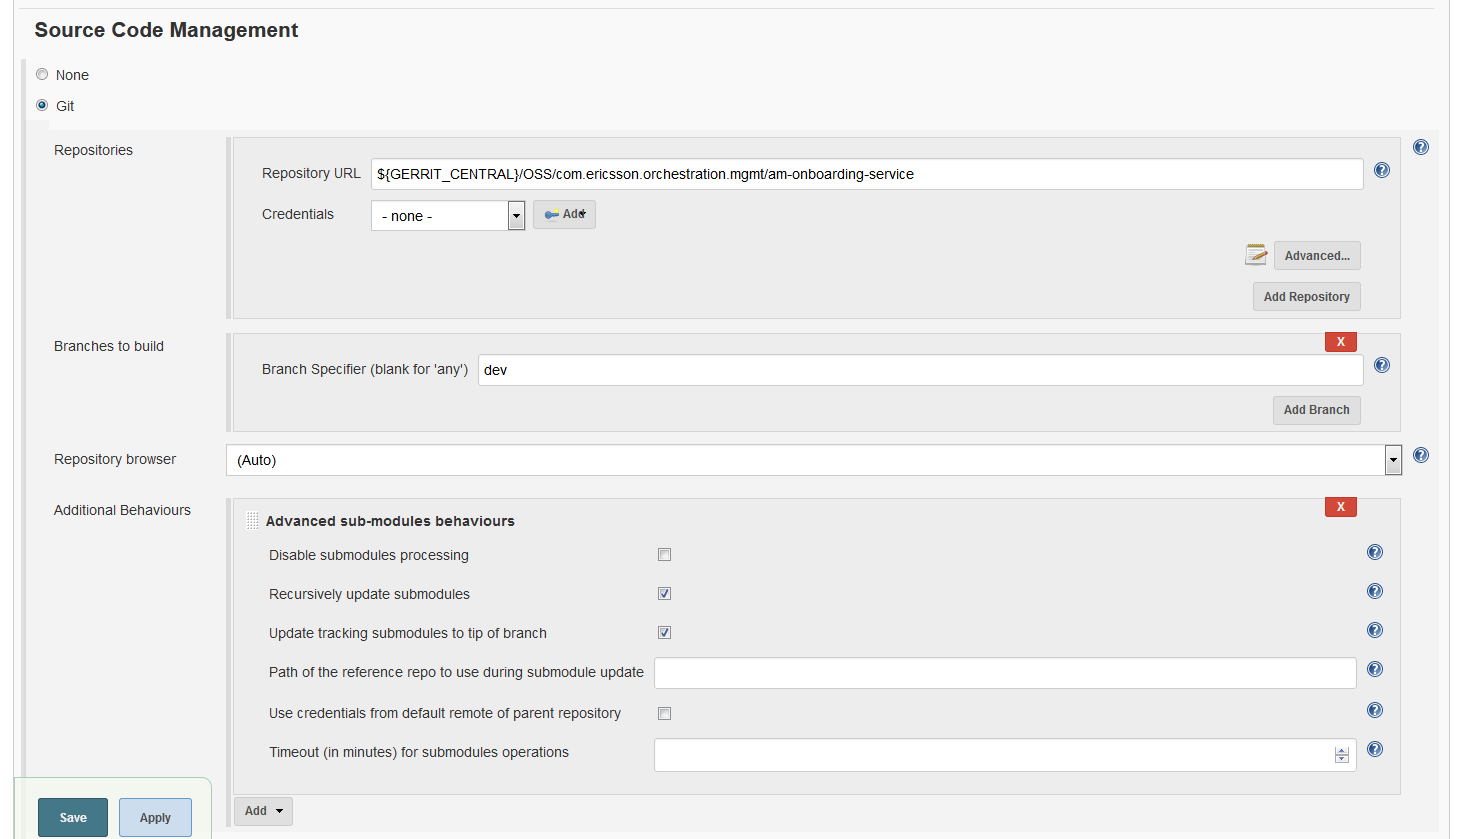 Source Code Management
None
Git
Repositories
Repository URL ${GERRIT_CENTRAL}/OSS/com.ericsson.orchestration.mgmt/am-onboarding-service
Credentials - none - Add
Advanced...
Add Repository
Branches to build X
Branch Specifier (blank for 'any') dev
Add Branch
Repository browser (Auto)
Additional Behaviours X
Advanced sub-modules behaviours
Disable submodules processing
Recursively update submodules
Update tracking submodules to tip of branch
Path of the reference repo to use during submodule update
Use credentials from default remote of parent repository
Timeout (in minutes) for submodules operations
Add
Save Apply